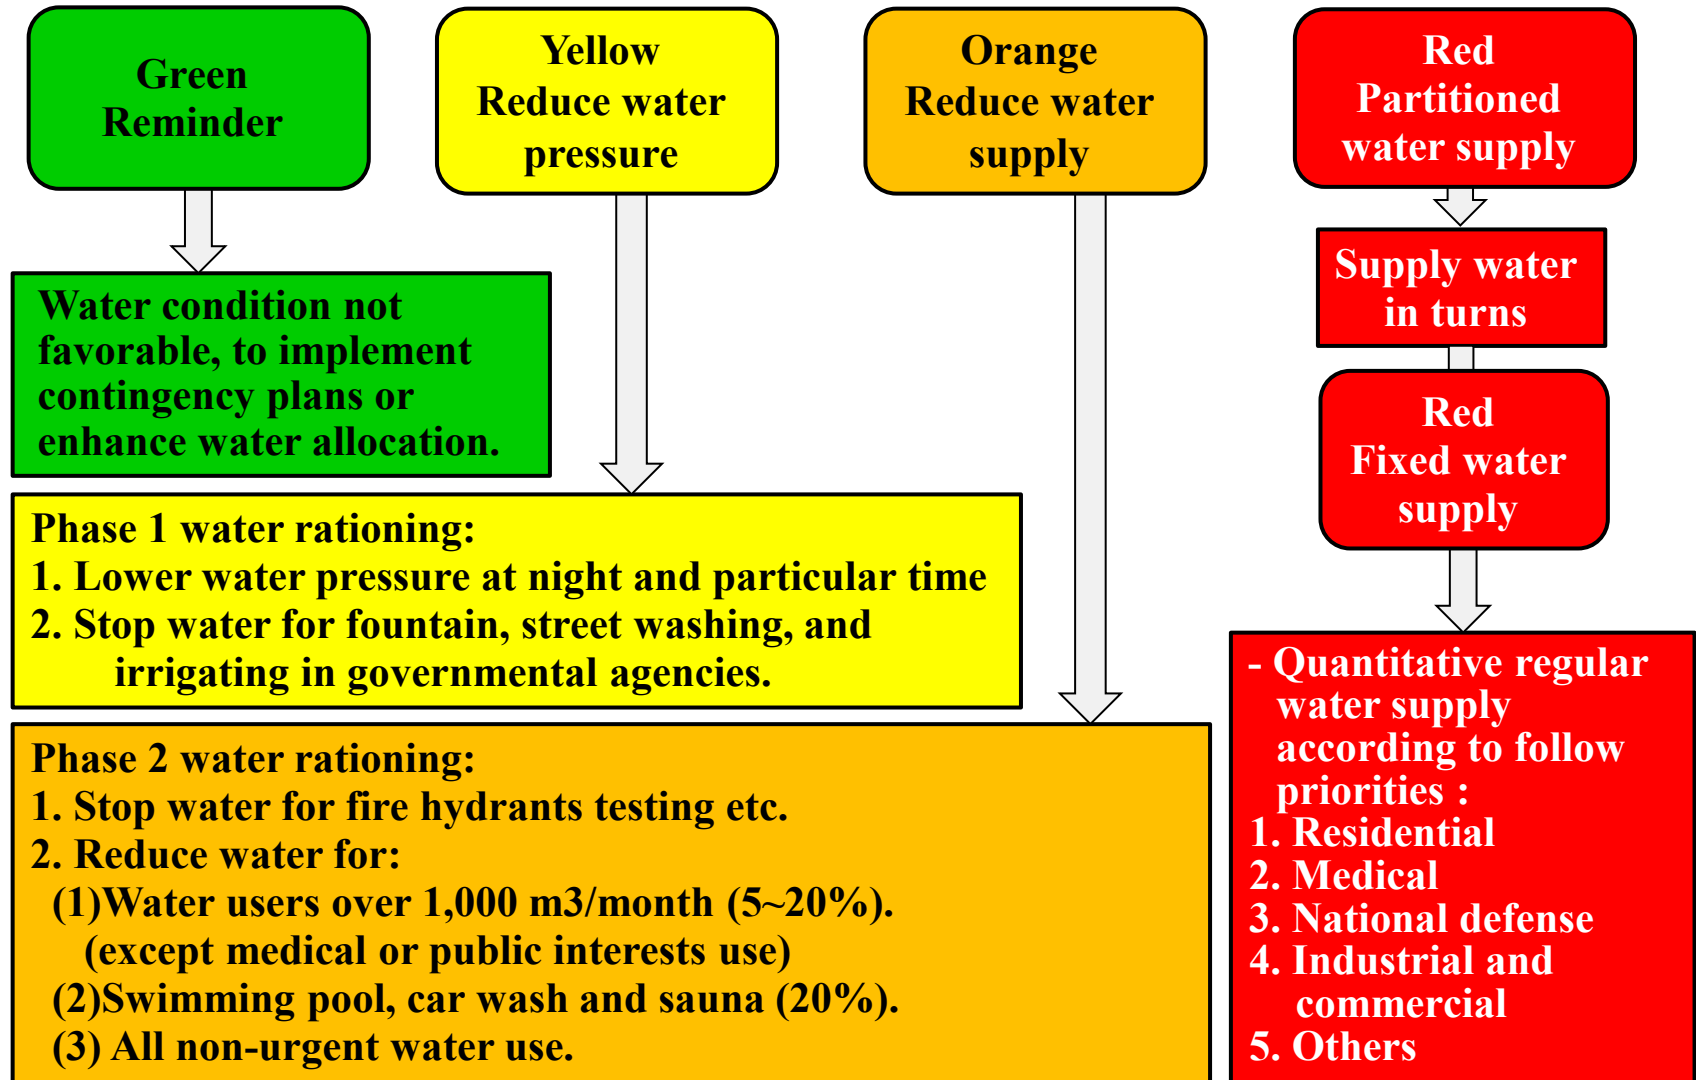 Green
Reminder
Yellow
Reduce water
pressure
Orange
Reduce water
supply
Red
Partitioned
water supply
Water condition not
favorable, to implement
contingency plans or
enhance water allocation.
Supply water
in turns
Red
Fixed water
supply
Phase 1 water rationing:
1. Lower water pressure at night and particular time
2. Stop water for fountain, street washing, and
irrigating in governmental agencies.
Phase 2 water rationing:
1. Stop water for fire hydrants testing etc.
2. Reduce water for:
(1)Water users over 1,000 m3/month (5~20%).
(except medical or public interests use)
(2)Swimming pool, car wash and sauna (20%).
(3) All non-urgent water use.
- Quantitative regular
water supply
according to follow
priorities :
1. Residential
2. Medical
3. National defense
4. Industrial and
commercial
5. Others